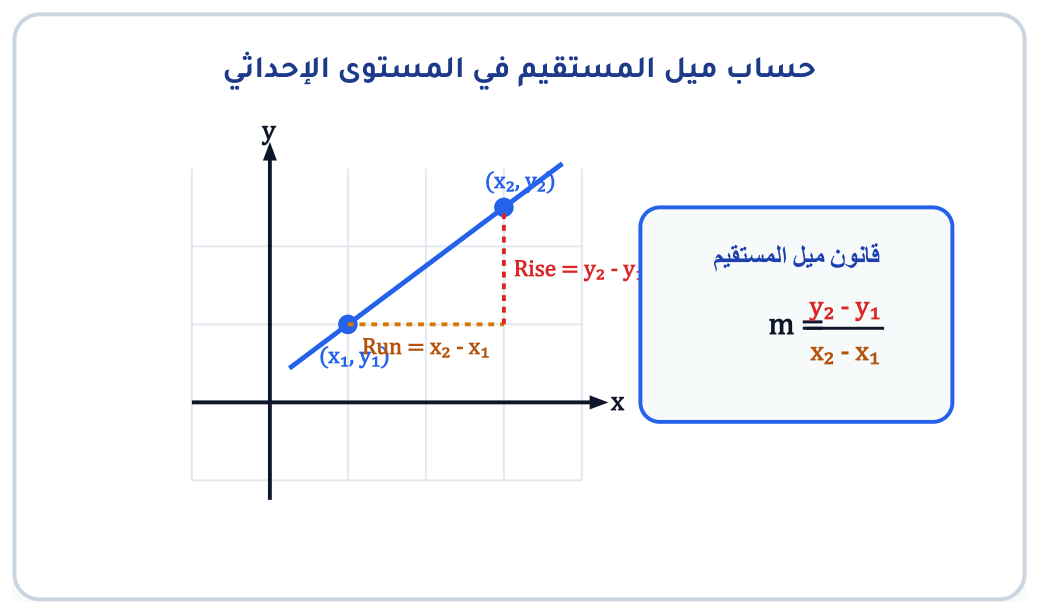 حساب ميل المستقيم في المستوى الإحداثي
y
(x₂, y₂)
Rise = y₂ - y₁
(x₁, y₁)
Run = x₂ - x₁
x
قانون ميل المستقيم
y₂ - y₁
m =
x₂ - x₁